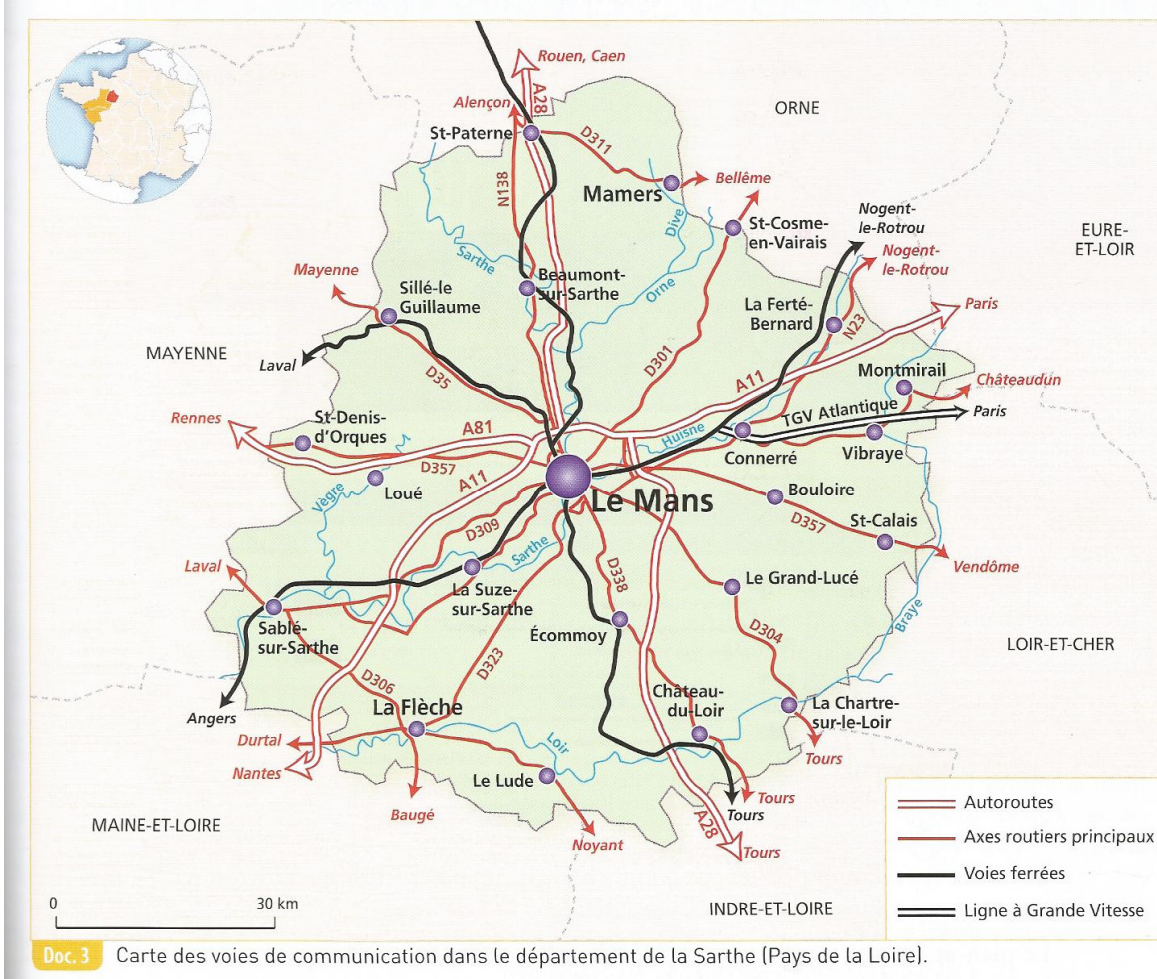 Rouen, Caen
A28
Alençon
ORNE
St-Paterne
D311
N138
Mamers
Bellême
Dive
Nogent-
le-Rotrou
St-Cosme-
en-Vairais
EURE-
ET-LOIR
Sarthe
Nogent-
le-Rotrou
Mayenne
Beaumont-
sur-Sarthe
Orne
Sillé-le
Guillaume
La Ferté-
Bernard
N23
Paris
MAYENNE
Laval
D35
D301
A11
Montmirail
Châteaudun
TGV Atlantique
Paris
Rennes
St-Denis-
d'Orques
A81
Huisne
D357
A11
Connerré
Vibraye
Vègre
Loué
Le Mans
Bouloire
D357
St-Calais
D309
Sarthe
Vendôme
Laval
La Suze-
sur-Sarthe
D338
Le Grand-Lucé
Braye
Sablé-
sur-Sarthe
Écommoy
D304
LOIR-ET-CHER
D323
D306
Château-
du-Loir
La Chartre-
sur-le-Loir
Angers
La Flèche
Durtal
Loir
Tours
Nantes
Le Lude
Tours
Tours
Baugé
A28
Noyant
Tours
MAINE-ET-LOIRE
INDRE-ET-LOIRE
Autoroutes
Axes routiers principaux
Voies ferrées
Ligne à Grande Vitesse
0 30 km
Doc. 3 Carte des voies de communication dans le département de la Sarthe (Pays de la Loire).